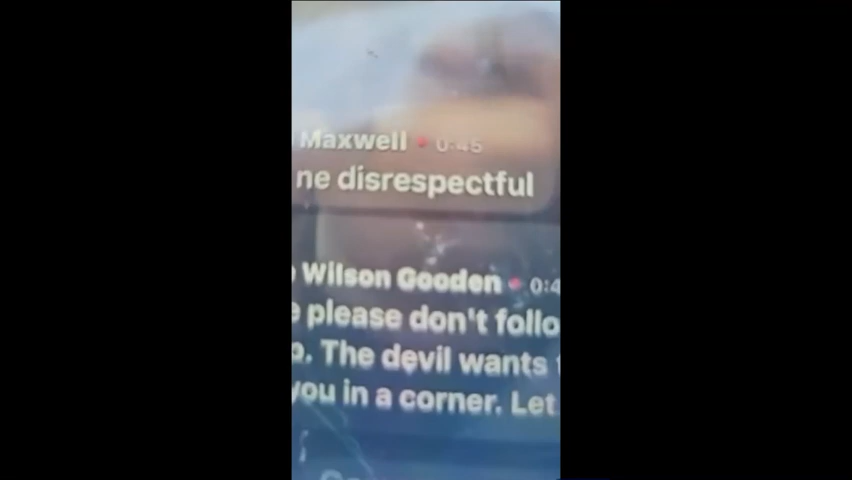 Maxwell • 0:45
ne disrespectful
Wilson Gooden • 0:4
e please don't follo
p. The devil wants
you in a corner. Let